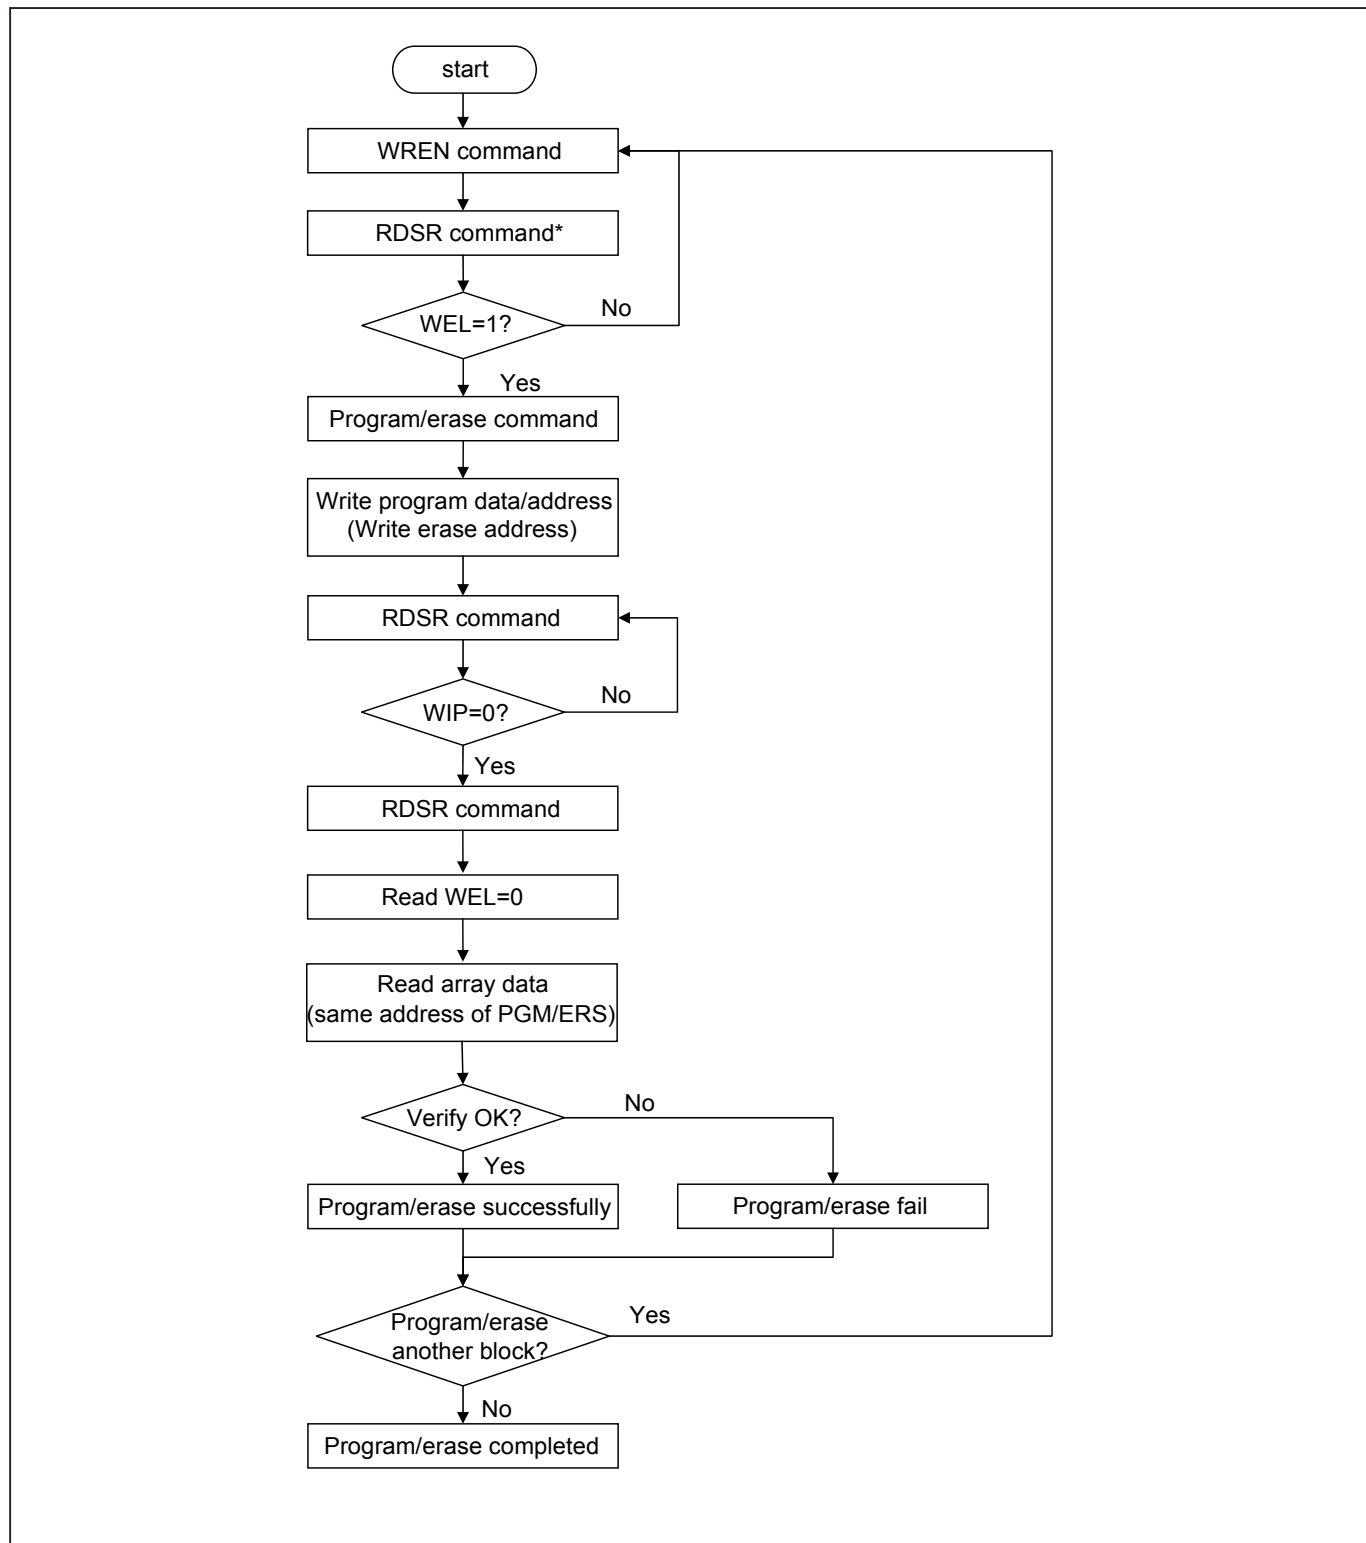 start
WREN command
RDSR command*
WEL=1?
No
Yes
Program/erase command
Write program data/address
(Write erase address)
RDSR command
WIP=0?
No
Yes
RDSR command
Read WEL=0
Read array data
(same address of PGM/ERS)
Verify OK?
No
Yes
Program/erase successfully
Program/erase fail
Program/erase
another block?
Yes
No
Program/erase completed